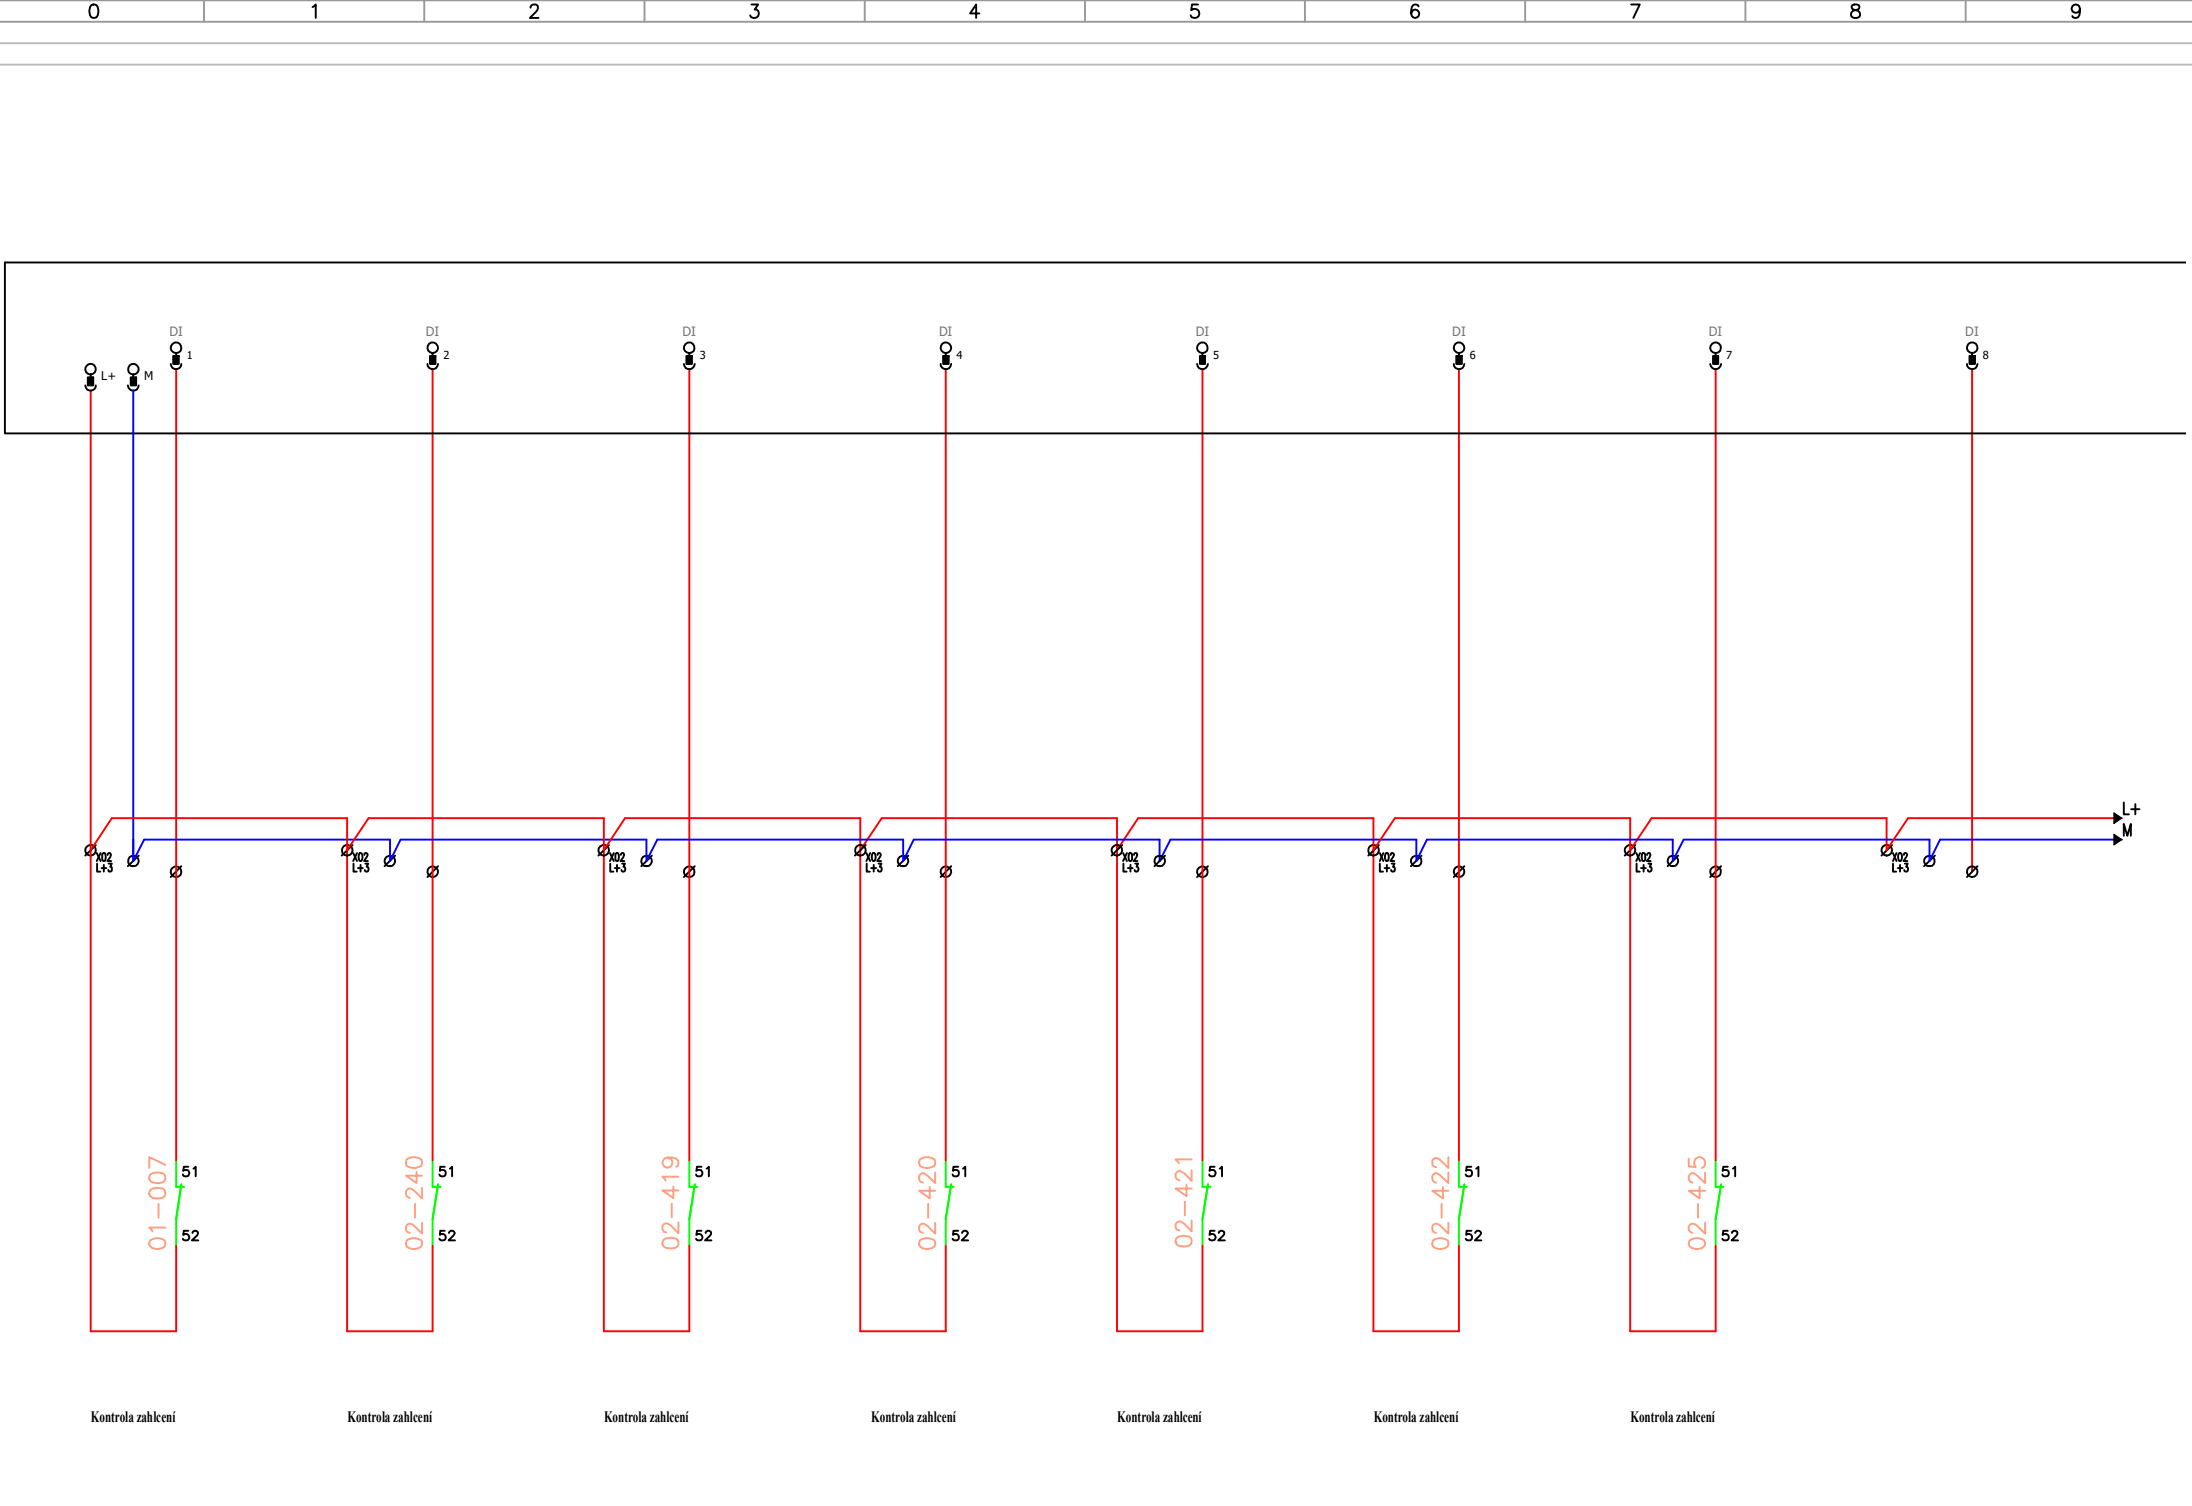 0 1 2 3 4 5 6 7 8 9
DI DI DI DI DI DI DI DI
1 2 3 4 5 6 7 8
L+ M
L+
M
X02 X02 X02 X02 X02 X02 X02 X02
L+3 L+3 L+3 L+3 L+3 L+3 L+3 L+3
01-007 02-240 02-419 02-420 02-421 02-422 02-425
51 51 51 51 51 51 51
52 52 52 52 52 52 52
Kontrola zahlcení Kontrola zahlcení Kontrola zahlcení Kontrola zahlcení Kontrola zahlcení Kontrola zahlcení Kontrola zahlcení